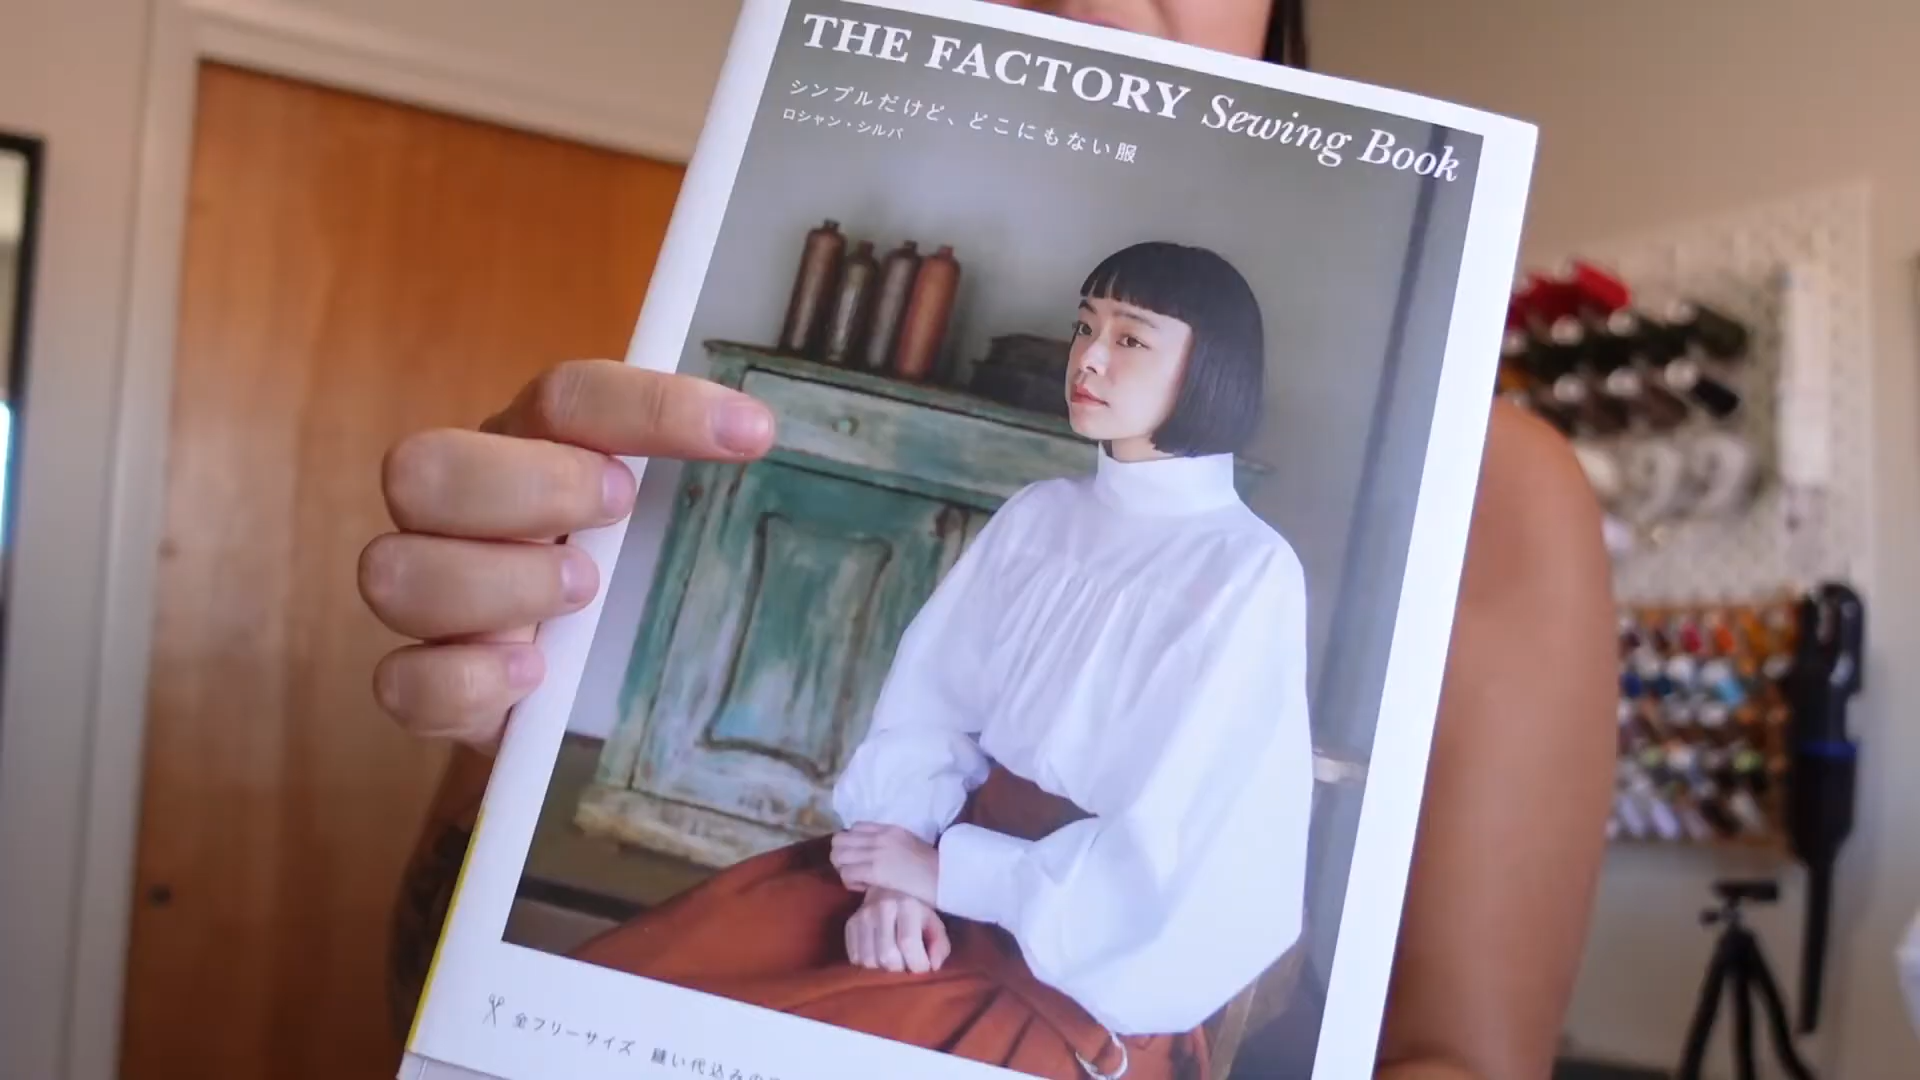 THE FACTORY Sewing Book
シンプルだけど、どこにもない服
ロシャン・シルバ
全フリーサイズ 縫い代込みの